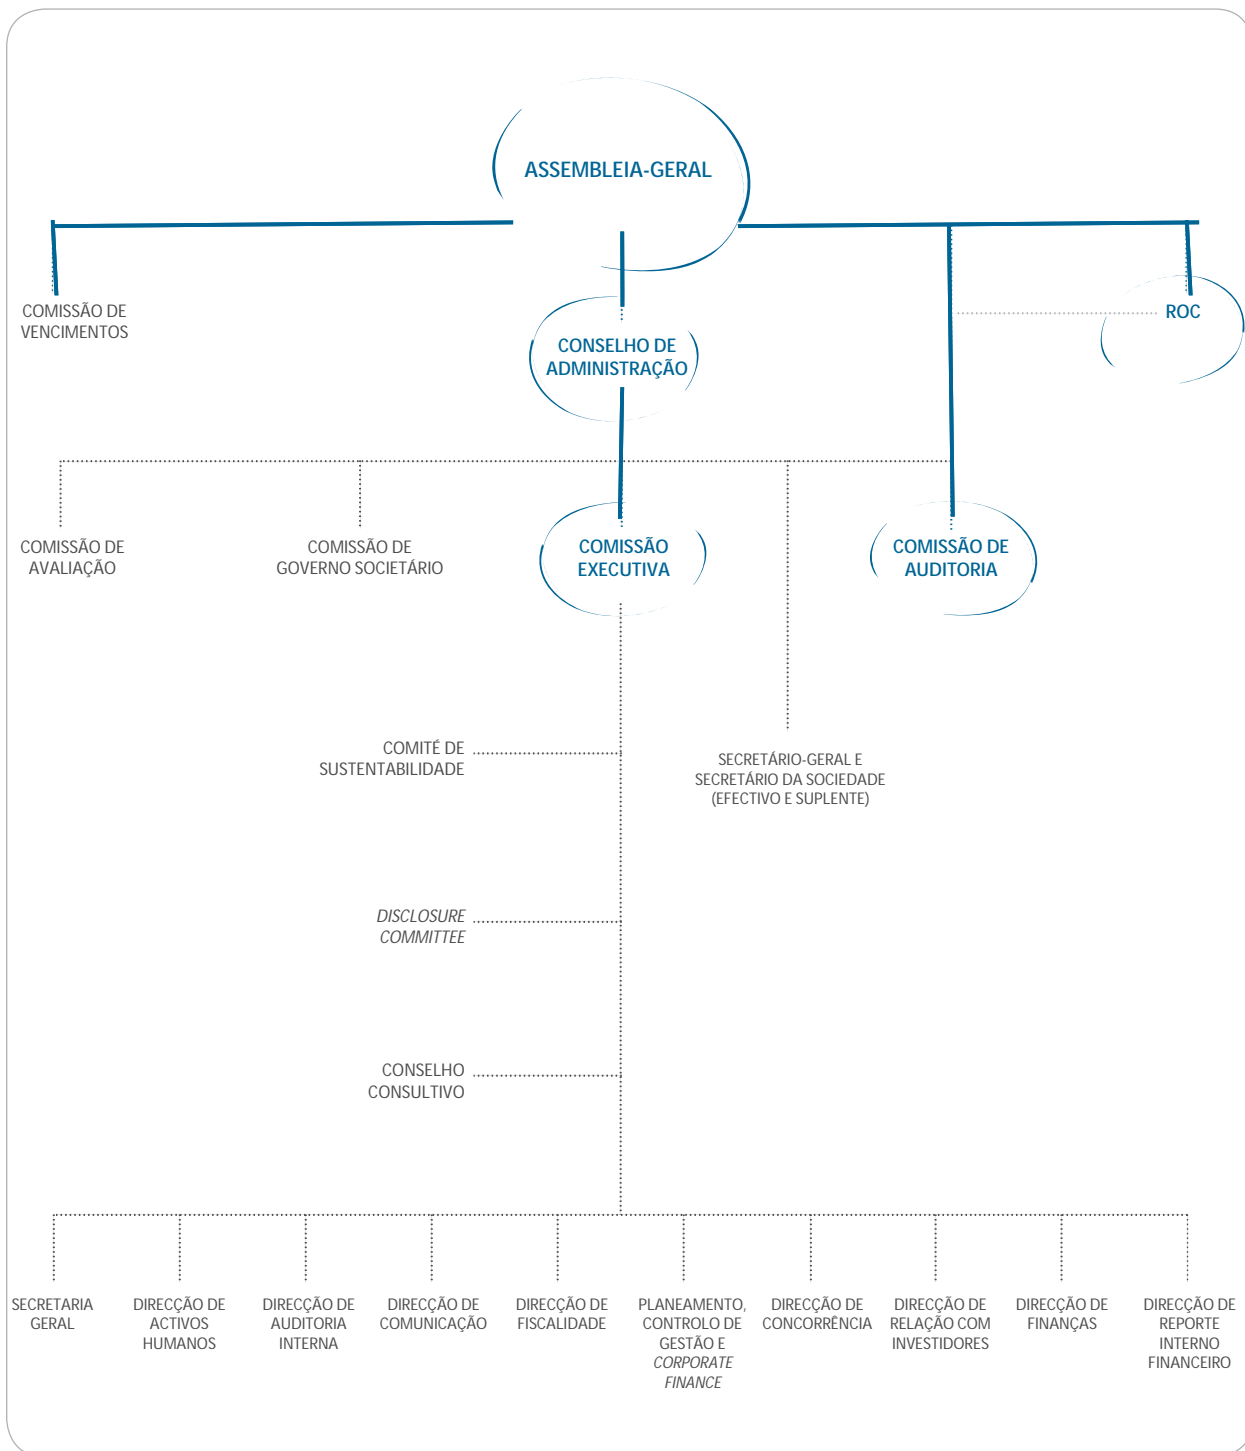 ASSEMBLEIA-GERAL
COMISSÃO DE
VENCIMENTOS
ROC
CONSELHO DE
ADMINISTRAÇÃO
COMISSÃO DE
AVALIAÇÃO
COMISSÃO DE
GOVERNO SOCIETÁRIO
COMISSÃO
EXECUTIVA
COMISSÃO DE
AUDITORIA
COMITÉ DE
SUSTENTABILIDADE
SECRETÁRIO-GERAL E
SECRETÁRIO DA SOCIEDADE
(EFECTIVO E SUPLENTE)
DISCLOSURE
COMMITTEE
CONSELHO
CONSULTIVO
SECRETARIA
GERAL
DIRECÇÃO DE
ACTIVOS
HUMANOS
DIRECÇÃO DE
AUDITORIA
INTERNA
DIRECÇÃO DE
COMUNICAÇÃO
DIRECÇÃO DE
FISCALIDADE
PLANEAMENTO,
CONTROLO DE
GESTÃO E
CORPORATE
FINANCE
DIRECÇÃO DE
CONCORRÊNCIA
DIRECÇÃO DE
RELAÇÃO COM
INVESTIDORES
DIRECÇÃO DE
FINANÇAS
DIRECÇÃO DE
REPORTE
INTERNO
FINANCEIRO